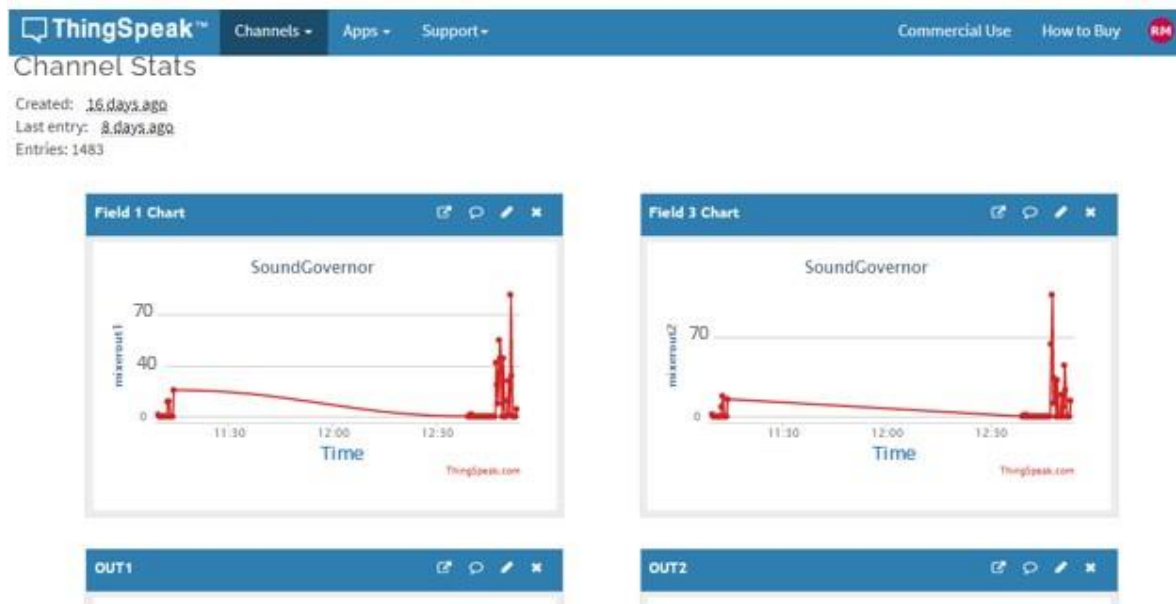 ThingSpeak™ Channels Apps Support Commercial Use How to Buy RM
Channel Stats
Created: 16 days ago
Last entry: 8 days ago
Entries: 1483
Field 1 Chart
SoundGovernor
mixerout1
70
40
0
11:30 12:00 12:30
Time
ThingSpeak.com
Field 3 Chart
SoundGovernor
mixerout2
70
0
11:30 12:00 12:30
Time
ThingSpeak.com
OUT1
OUT2